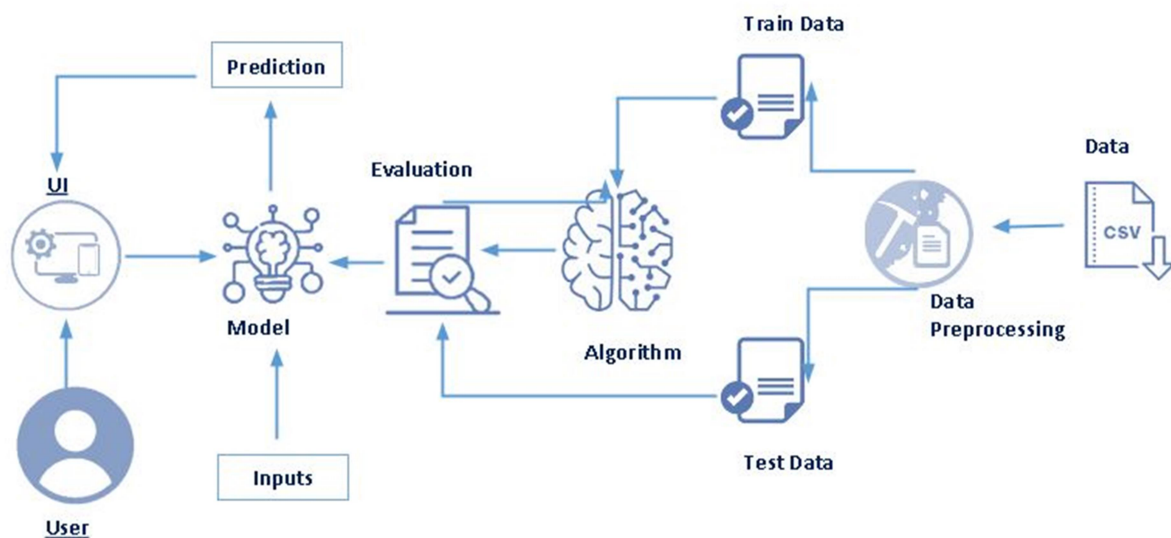 Train Data
Prediction
Data
Evaluation
UI
CSV
Model
Data
Preprocessing
Algorithm
Test Data
Inputs
User